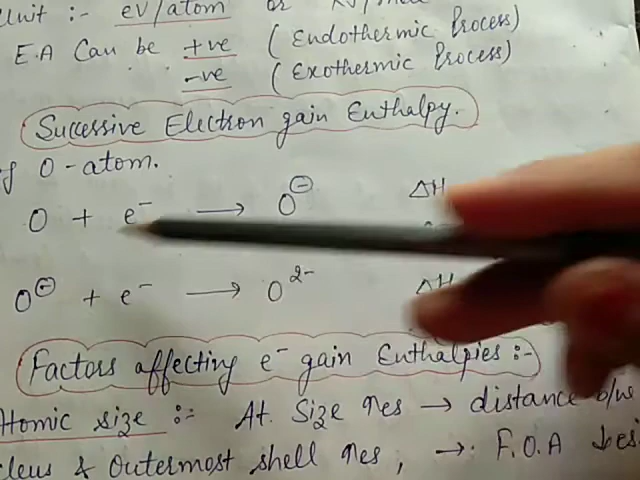 Unit :- eV/atom or
E.A Can be +ve (Endothermic Process)
-ve (Exothermic Process)
Successive Electron gain Enthalpy.
of O-atom.
O + e⁻ → O⊖ ΔH
O⊖ + e⁻ → O²⁻ ΔH
Factors affecting e⁻ gain Enthalpies :-
Atomic size :- At. Size ↑es → distance b/w
& Outermost shell ↑es, → F.O.A